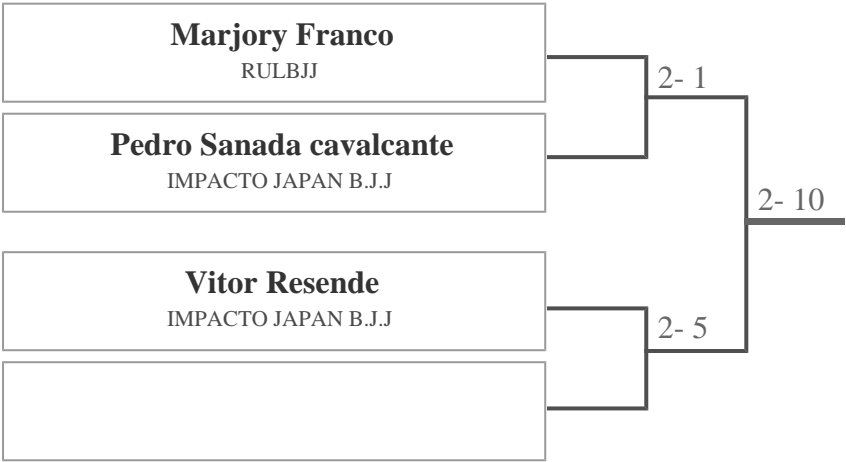 Marjory Franco
RULBJJ
2- 1
Pedro Sanada cavalcante
IMPACTO JAPAN B.J.J
2- 10
Vitor Resende
IMPACTO JAPAN B.J.J
2- 5